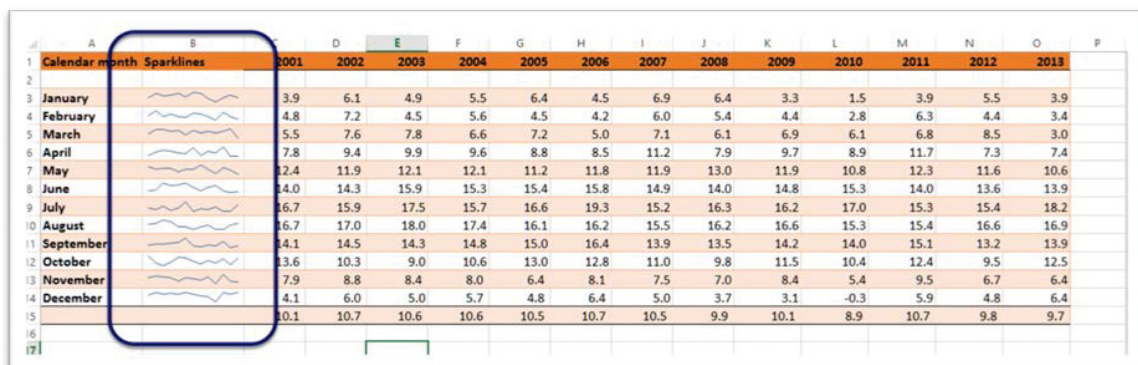 A B C D E F G H I J K L M N O P
1 Calendar month Sparklines 2001 2002 2003 2004 2005 2006 2007 2008 2009 2010 2011 2012 2013
2
3 January 3.9 6.1 4.9 5.5 6.4 4.5 6.9 6.4 3.3 1.5 3.9 5.5 3.9
4 February 4.8 7.2 4.5 5.6 4.5 4.2 6.0 5.4 4.4 2.8 6.3 4.4 3.4
5 March 5.5 7.6 7.8 6.6 7.2 5.0 7.1 6.1 6.9 6.1 6.8 8.5 3.0
6 April 7.8 9.4 9.9 9.6 8.8 8.5 11.2 7.9 9.7 8.9 11.7 7.3 7.4
7 May 12.4 11.9 12.1 12.1 11.2 11.8 11.9 13.0 11.9 10.8 12.3 11.6 10.6
8 June 14.0 14.3 15.9 15.3 15.4 15.8 14.9 14.0 14.8 15.3 14.0 13.6 13.9
9 July 16.7 15.9 17.5 15.7 16.6 19.3 15.2 16.3 16.2 17.0 15.3 15.4 18.2
10 August 16.7 17.0 18.0 17.4 16.1 16.2 15.5 16.2 16.6 15.3 15.4 16.6 16.9
11 September 14.1 14.5 14.3 14.8 15.0 16.4 13.9 13.5 14.2 14.0 15.1 13.2 13.9
12 October 13.6 10.3 9.0 10.6 13.0 12.8 11.0 9.8 11.5 10.4 12.4 9.5 12.5
13 November 7.9 8.8 8.4 8.0 6.4 8.1 7.5 7.0 8.4 5.4 9.5 6.7 6.4
14 December 4.1 6.0 5.0 5.7 4.8 6.4 5.0 3.7 3.1 -0.3 5.9 4.8 6.4
15 10.1 10.7 10.6 10.6 10.5 10.7 10.5 9.9 10.1 8.9 10.7 9.8 9.7
16
17